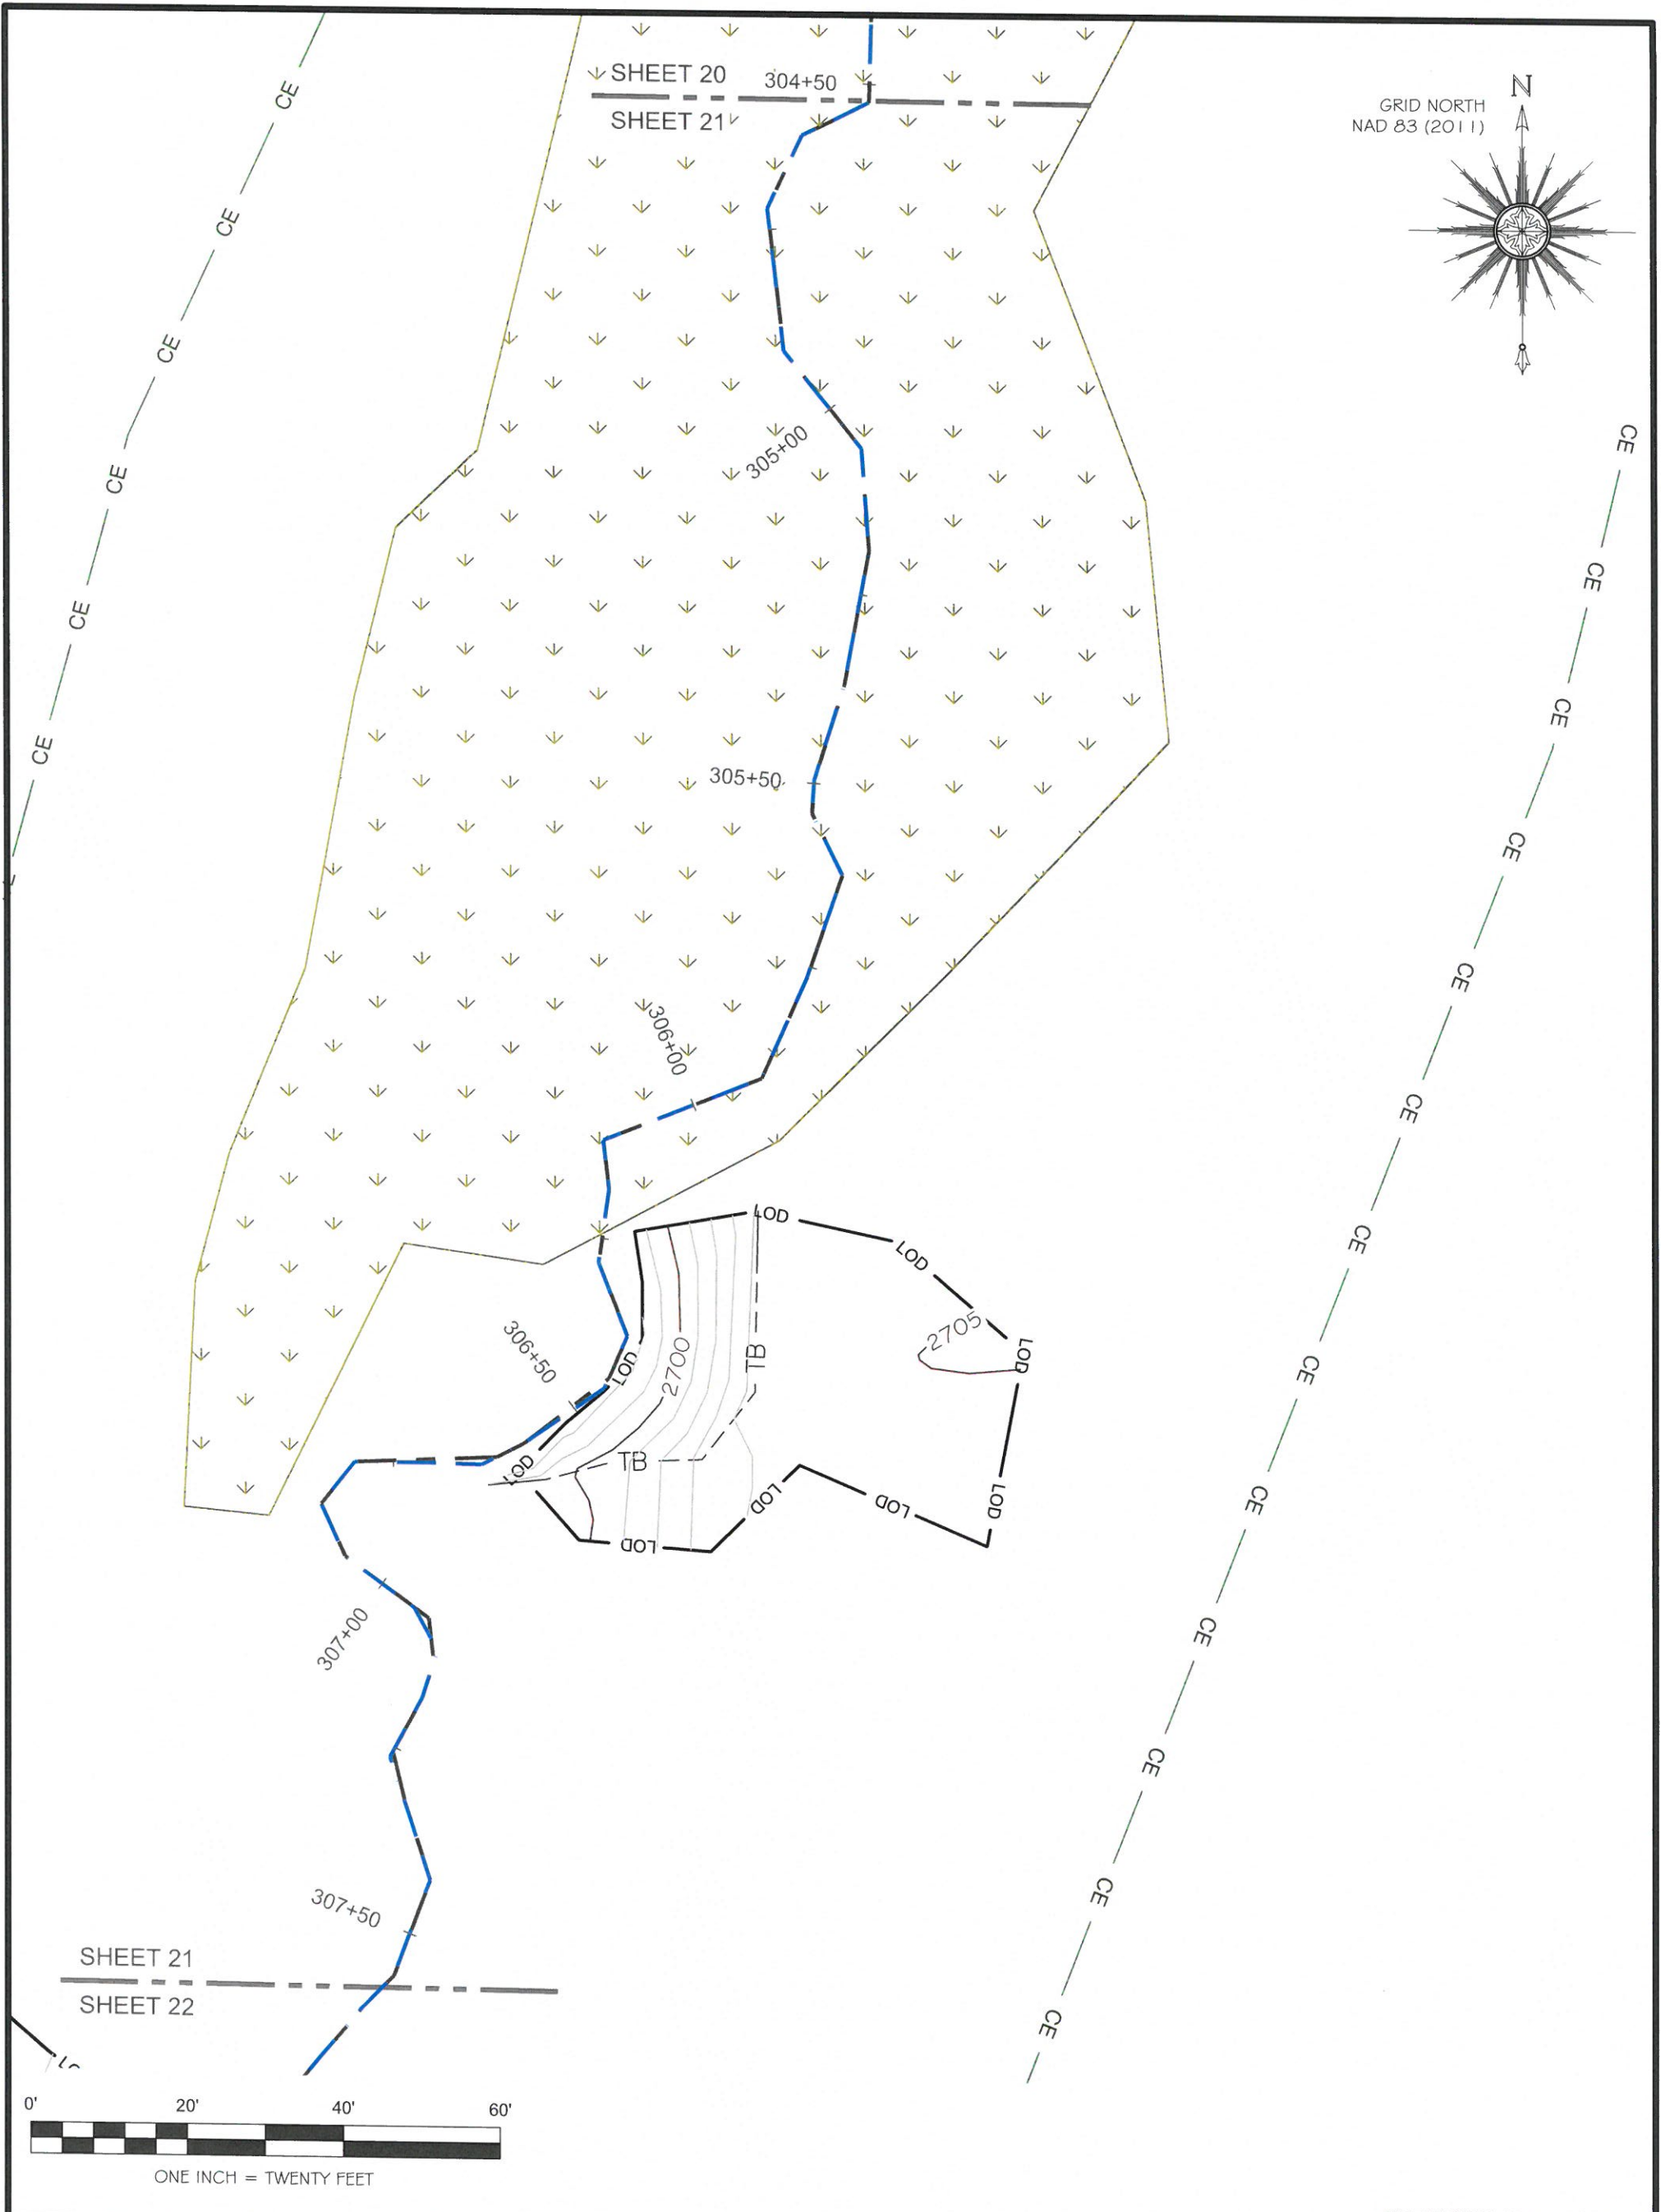 SHEET 20
304+50
SHEET 21
N
GRID NORTH
NAD 83 (2011)
CE
CE
CE
CE
CE
CE
305+00
CE
CE
CE
305+50
CE
CE
306+00
CE
CE
LOD
LOD
2705
LOD
306+50
LOD
2700
TB
CE
TB
LOD
LOD
LOD
LOD
LOD
CE
307+00
CE
CE
307+50
CE
SHEET 21
SHEET 22
CE
0' 20' 40' 60'
ONE INCH = TWENTY FEET